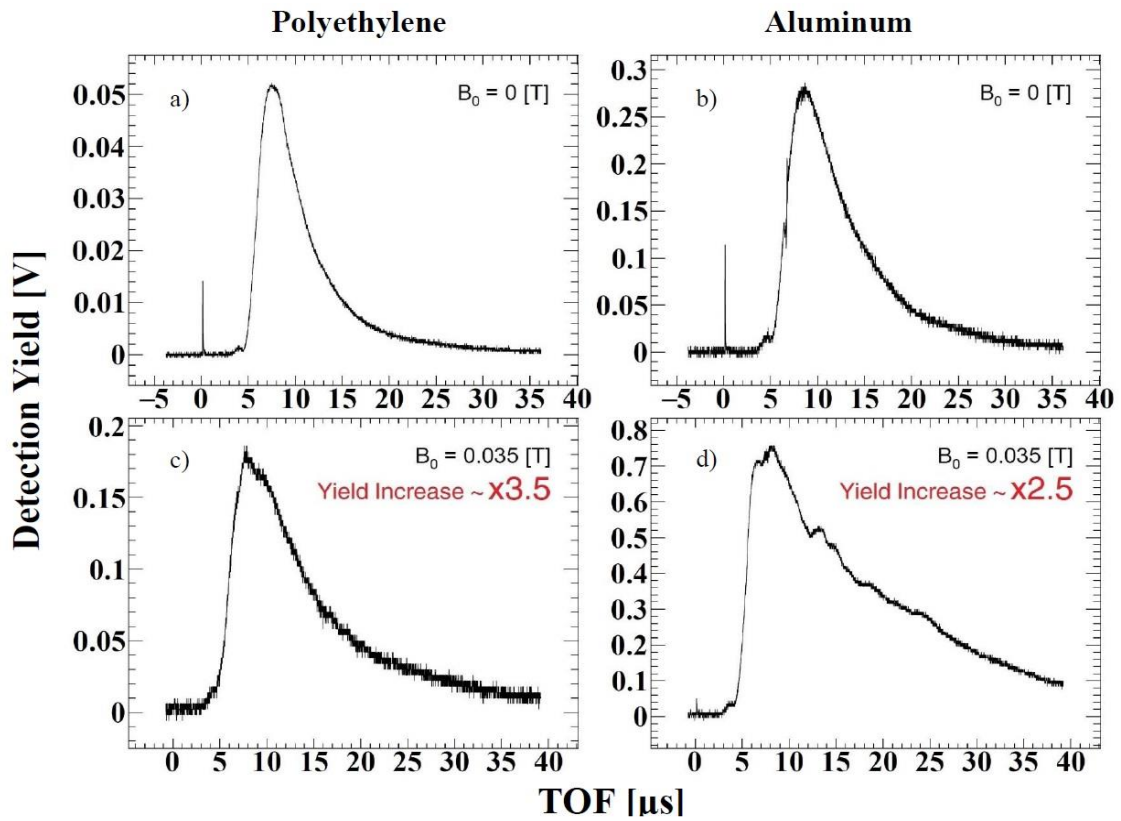 Polyethylene
Aluminum
Detection Yield [V]
a)
B₀ = 0 [T]
0.05
0.04
0.03
0.02
0.01
0
−5 0 5 10 15 20 25 30 35 40
b)
B₀ = 0 [T]
0.3
0.25
0.2
0.15
0.1
0.05
0
−5 0 5 10 15 20 25 30 35 40
c)
B₀ = 0.035 [T]
Yield Increase ~ x3.5
0.2
0.15
0.1
0.05
0
0 5 10 15 20 25 30 35 40
d)
B₀ = 0.035 [T]
Yield Increase ~ x2.5
0.8
0.7
0.6
0.5
0.4
0.3
0.2
0.1
0
0 5 10 15 20 25 30 35 40
TOF [µs]